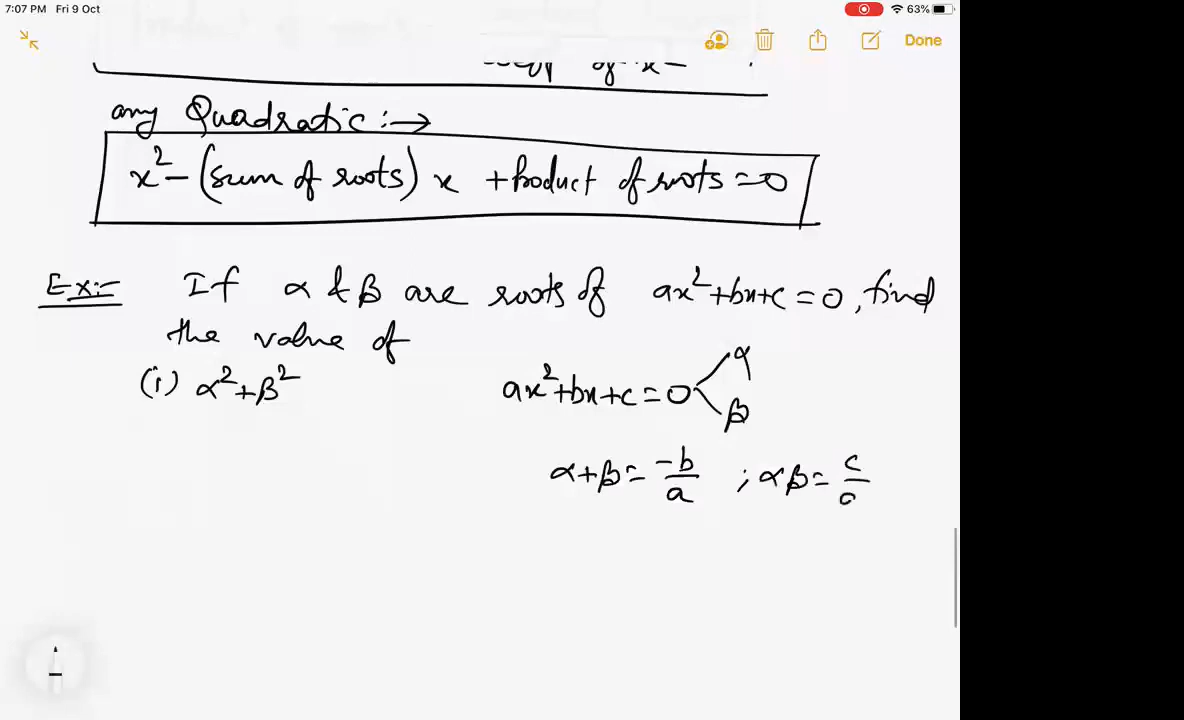 7:07 PM Fri 9 Oct
63%
Done
any Quadratic :→
x² - (sum of roots) x + Product of roots = 0
Ex:- If α & β are roots of ax² + bx + c = 0, find
the value of
(i) α² + β²
ax² + bx + c = 0 < α
β
α + β = -b/a ; αβ = c/